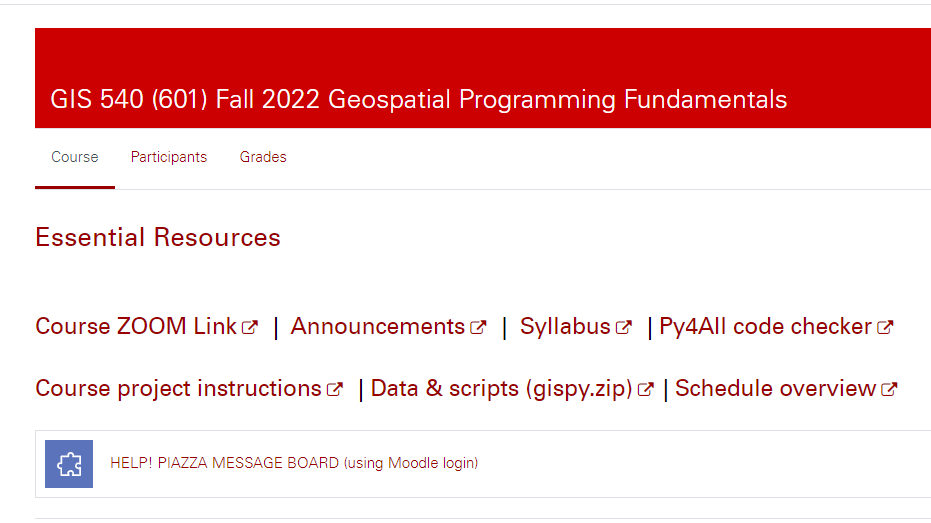 GIS 540 (601) Fall 2022 Geospatial Programming Fundamentals
Course Participants Grades
Essential Resources
Course ZOOM Link | Announcements | Syllabus | Py4All code checker
Course project instructions | Data & scripts (gispy.zip) | Schedule overview
HELP! PIAZZA MESSAGE BOARD (using Moodle login)